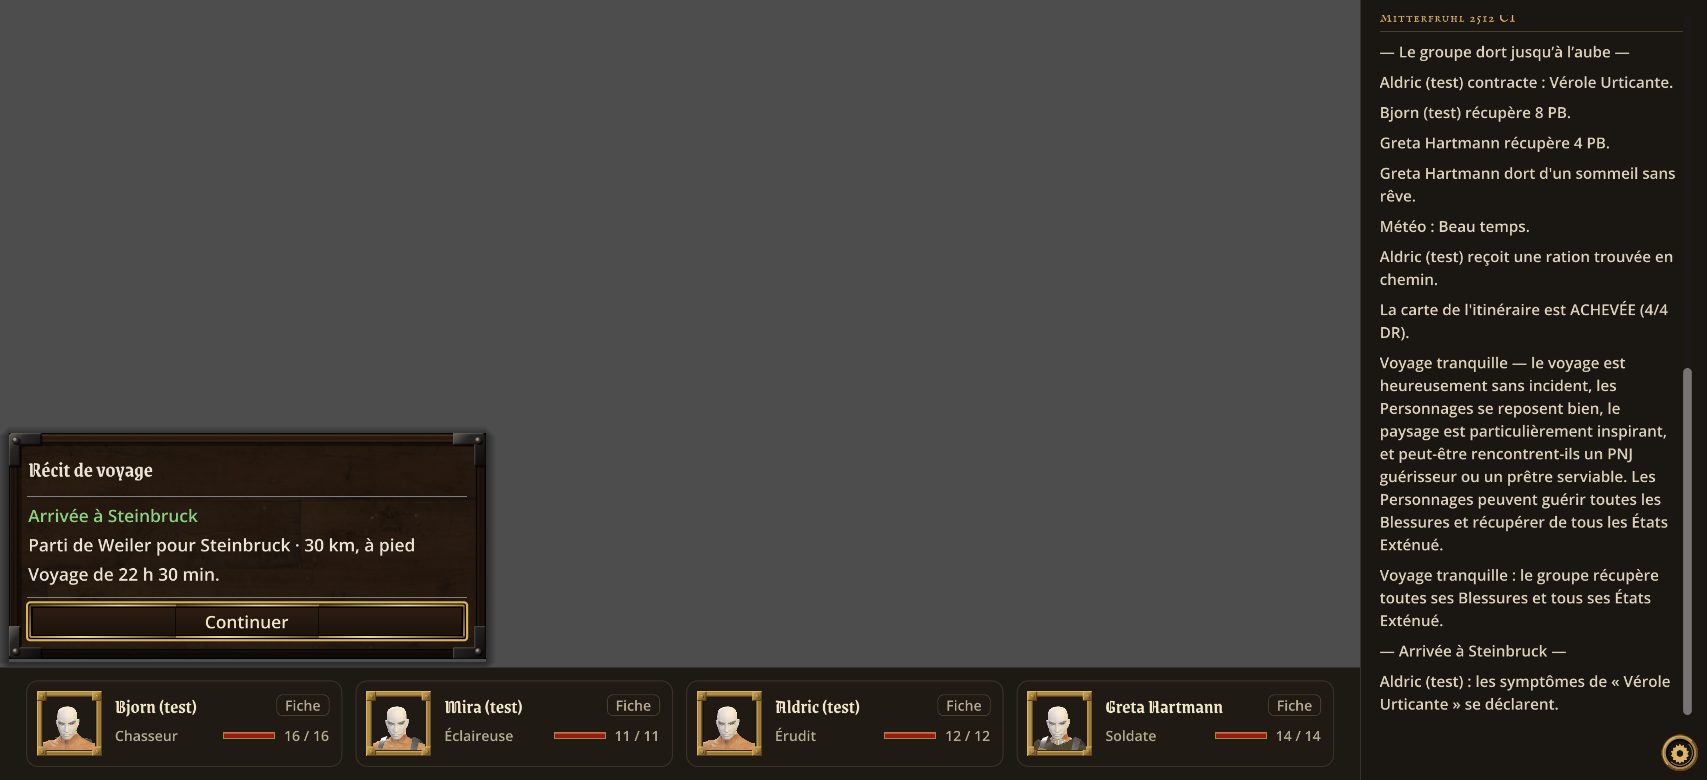 Récit de voyage
Arrivée à Steinbruck
Parti de Weiler pour Steinbruck · 30 km, à pied
Voyage de 22 h 30 min.
Continuer
Bjorn (test)
Fiche
Chasseur
16 / 16
Mira (test)
Fiche
Éclaireuse
11 / 11
Aldric (test)
Fiche
Érudit
12 / 12
Greta Hartmann
Fiche
Soldate
14 / 14
Mitterfruhl 2512 CI
— Le groupe dort jusqu’à l’aube —
Aldric (test) contracte : Vérole Urticante.
Bjorn (test) récupère 8 PB.
Greta Hartmann récupère 4 PB.
Greta Hartmann dort d'un sommeil sans
rêve.
Météo : Beau temps.
Aldric (test) reçoit une ration trouvée en
chemin.
La carte de l'itinéraire est ACHEVÉE (4/4
DR).
Voyage tranquille — le voyage est
heureusement sans incident, les
Personnages se reposent bien, le
paysage est particulièrement inspirant,
et peut-être rencontrent-ils un PNJ
guérisseur ou un prêtre serviable. Les
Personnages peuvent guérir toutes les
Blessures et récupérer de tous les États
Exténué.
Voyage tranquille : le groupe récupère
toutes ses Blessures et tous ses États
Exténué.
— Arrivée à Steinbruck —
Aldric (test) : les symptômes de « Vérole
Urticante » se déclarent.